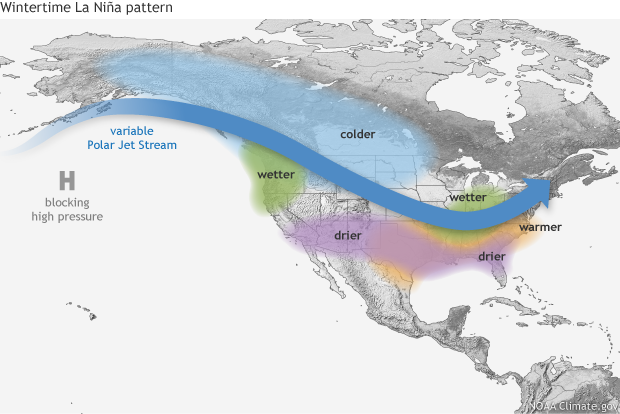 Wintertime La Niña pattern
variable
Polar Jet Stream
colder
wetter
H
blocking
high pressure
wetter
warmer
drier
drier
NOAA Climate.gov